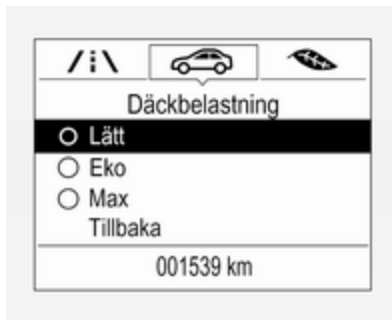 Däckbelastning
Lätt
Eko
Max
Tillbaka
001539 km